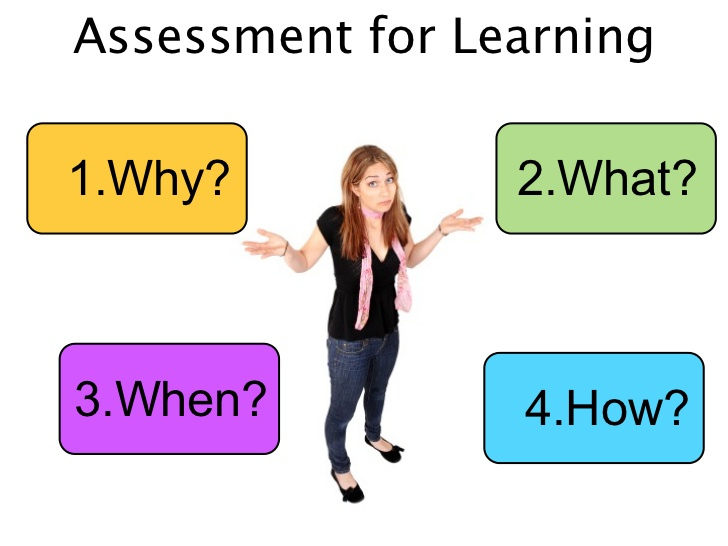 Assessment for Learning
1.Why?
2.What?
3.When?
4.How?